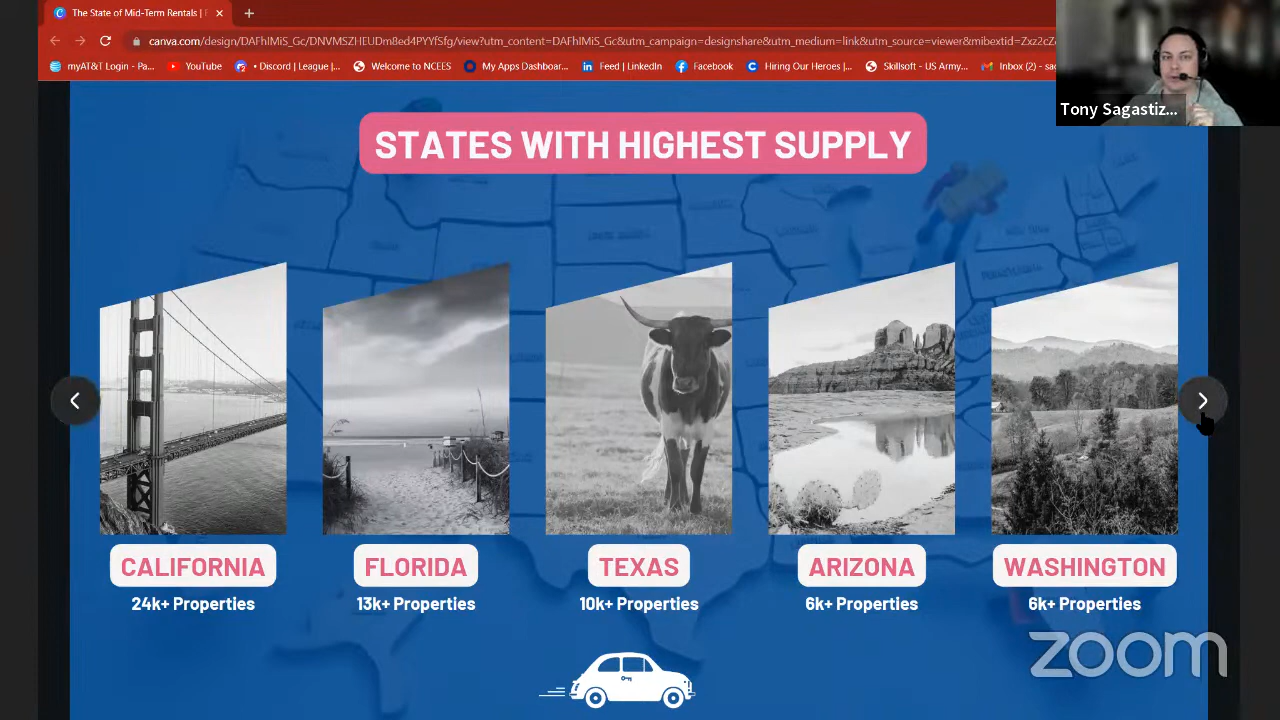 The State of Mid-Term Rentals |
canva.com/design/DAFhIMiS_Gc/DNVMSZHEUDm8ed4PYYfSfg/view?utm_content=DAFhIMiS_Gc&utm_campaign=designshare&utm_medium=link&utm_source=viewer&mibextid=Zxz2cZ
myAT&T Login - Pa... YouTube • Discord | League |... Welcome to NCEES My Apps Dashboar... Feed | LinkedIn Facebook Hiring Our Heroes |... Skillsoft - US Army... Inbox (2) - sa
Tony Sagastiz...
STATES WITH HIGHEST SUPPLY
CALIFORNIA FLORIDA TEXAS ARIZONA WASHINGTON
24k+ Properties 13k+ Properties 10k+ Properties 6k+ Properties 6k+ Properties
zoom